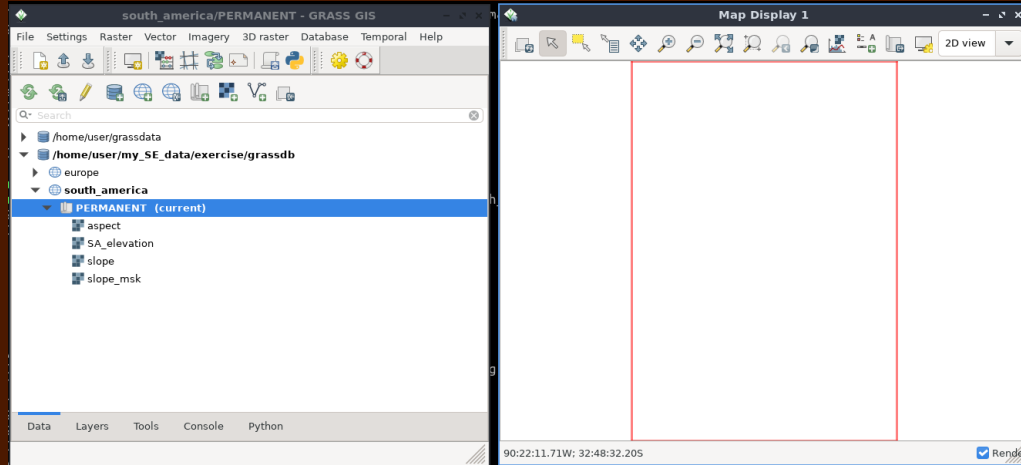 south_america/PERMANENT - GRASS GIS
File Settings Raster Vector Imagery 3D raster Database Temporal Help
Search
/home/user/grassdata
/home/user/my_SE_data/exercise/grassdb
europe
south_america
PERMANENT (current)
aspect
SA_elevation
slope
slope_msk
Data Layers Tools Console Python
Map Display 1
2D view
90:22:11.71W; 32:48:32.20S